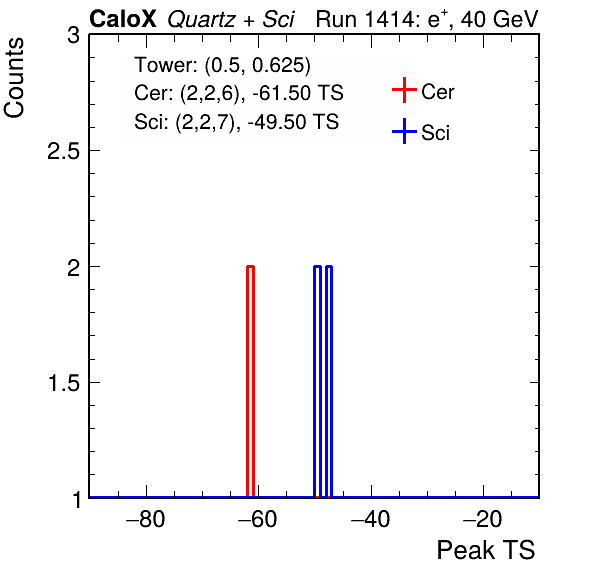 CaloX Quartz + Sci Run 1414: e+, 40 GeV
Counts
Tower: (0.5, 0.625)
Cer: (2,2,6), -61.50 TS
Sci: (2,2,7), -49.50 TS
Cer
Sci
3
2.5
2
1.5
1
−80 −60 −40 −20
Peak TS